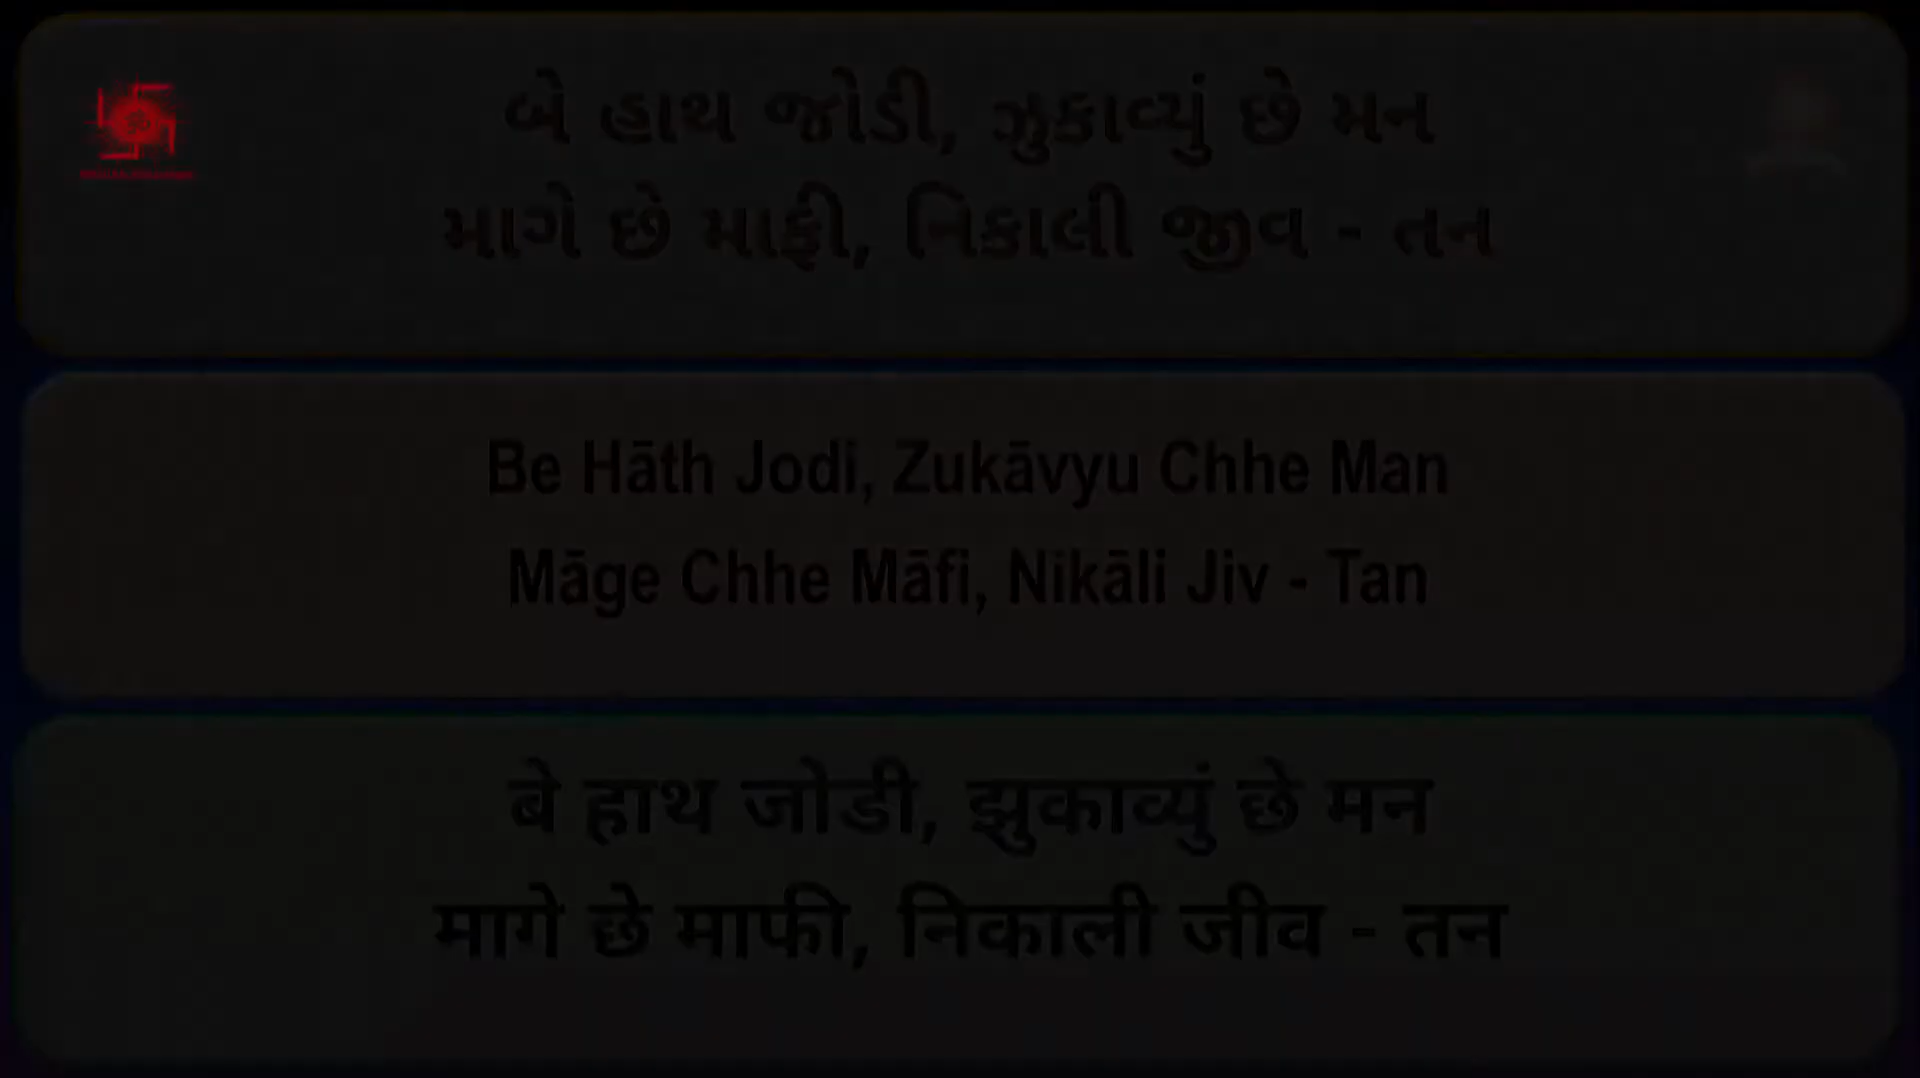 બે હાથ જોડી, ઝુકાવ્યું છે મન
માગે છે માફી, નિકાલી જીવ - તન
Be Hāth Jodi, Zukāvyu Chhe Man
Māge Chhe Māfi, Nikāli Jiv - Tan
बे हाथ जोडी, झुकाव्युं छे मन
मागे छे माफी, निकाली जीव - तन